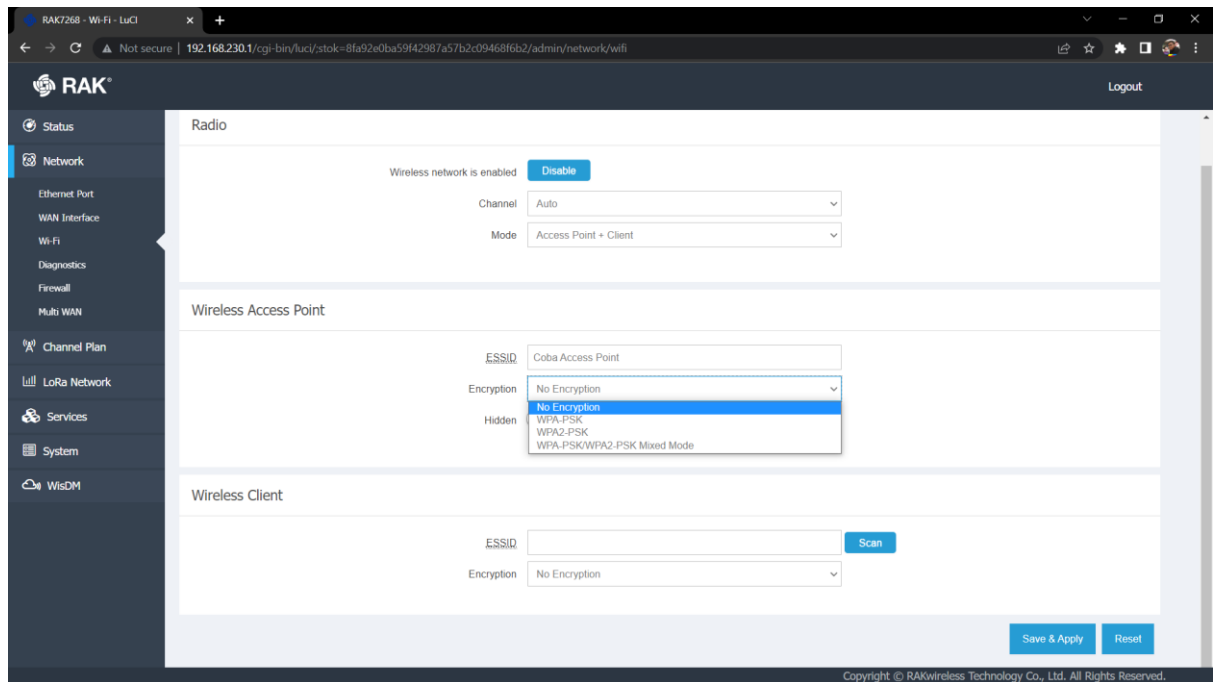 RAK7268 - Wi-Fi - LuCI
Not secure | 192.168.230.1/cgi-bin/luci/;stok=8fa92e0ba59f42987a57b2c09468f6b2/admin/network/wifi
RAK®
Logout
Status
Network
Ethernet Port
WAN Interface
Wi-Fi
Diagnostics
Firewall
Multi WAN
Channel Plan
LoRa Network
Services
System
WisDM
Radio
Wireless network is enabled Disable
Channel Auto
Mode Access Point + Client
Wireless Access Point
ESSID Coba Access Point
Encryption No Encryption
No Encryption
Hidden WPA-PSK
WPA2-PSK
WPA-PSK/WPA2-PSK Mixed Mode
Wireless Client
ESSID Scan
Encryption No Encryption
Save & Apply Reset
Copyright © RAKwireless Technology Co., Ltd. All Rights Reserved.